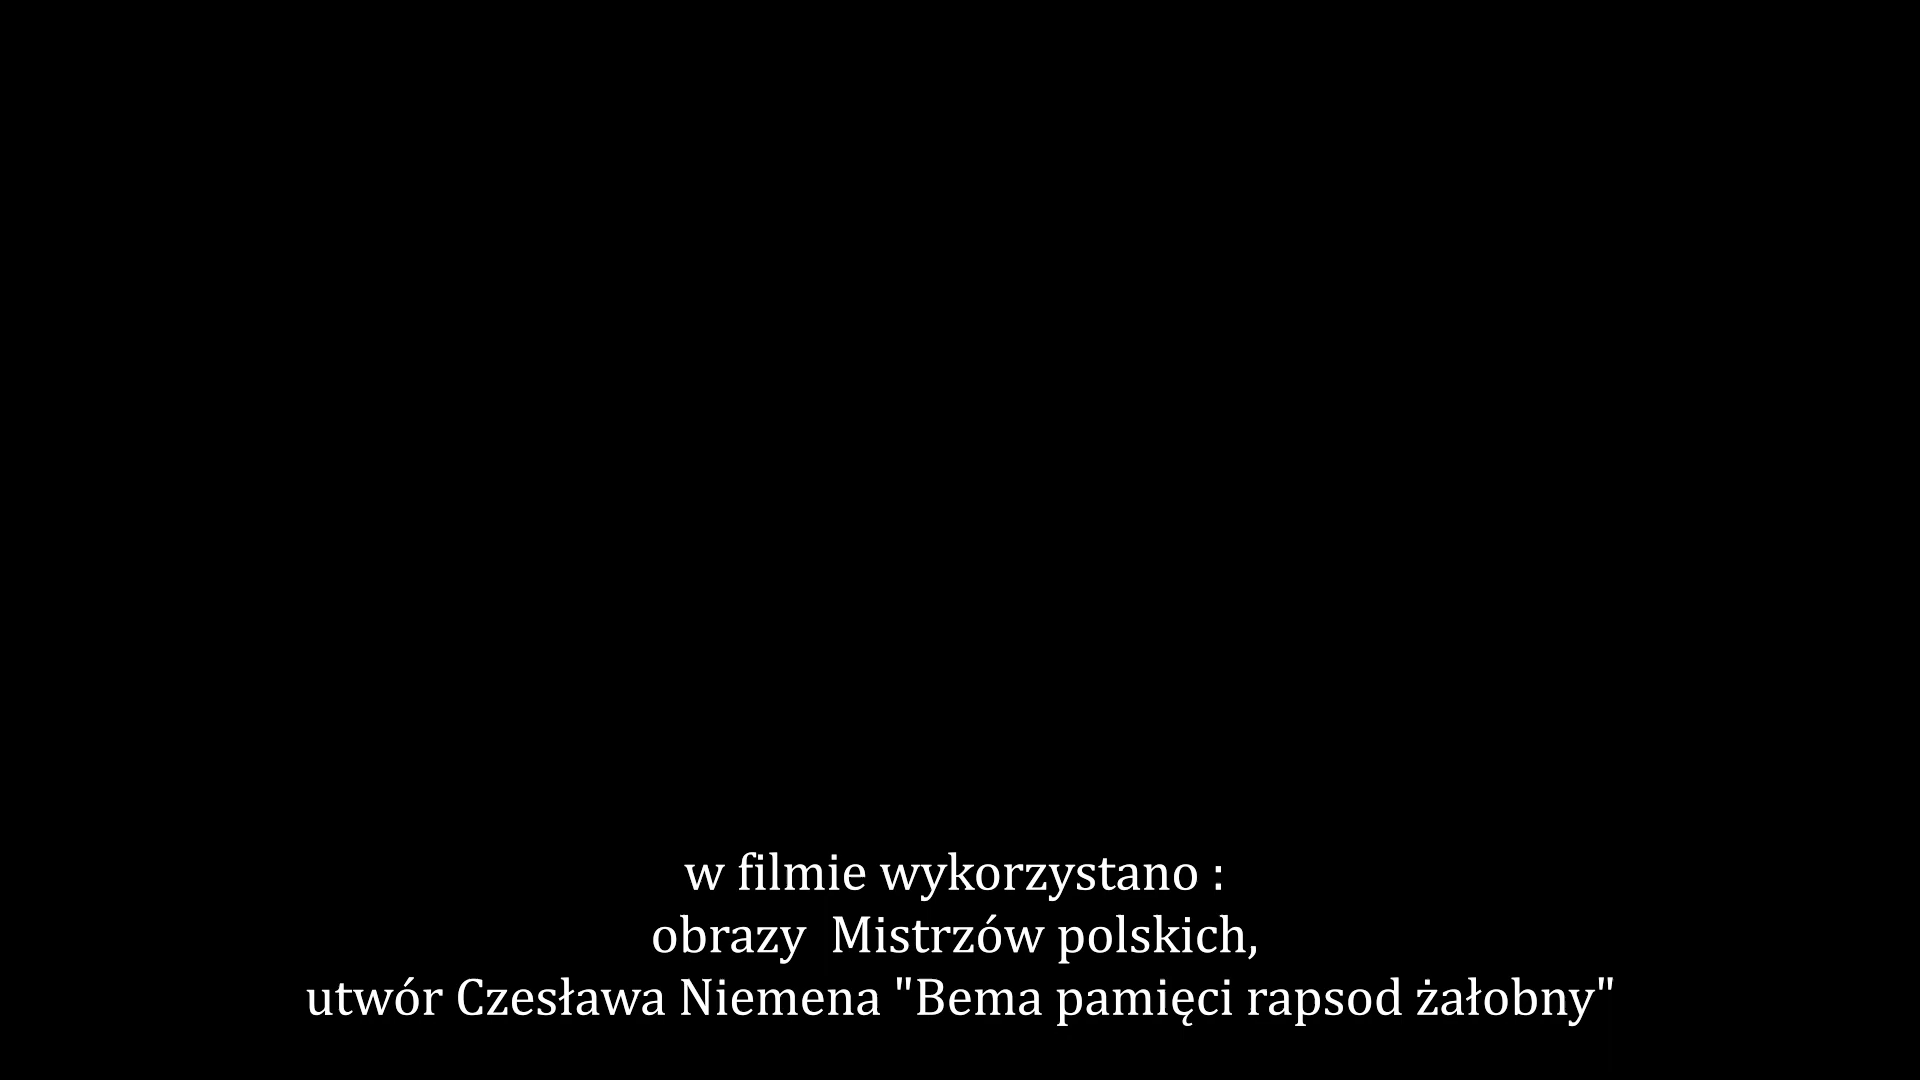 w filmie wykorzystano :
obrazy  Mistrzów polskich,
utwór Czesława Niemena "Bema pamięci rapsod żałobny"